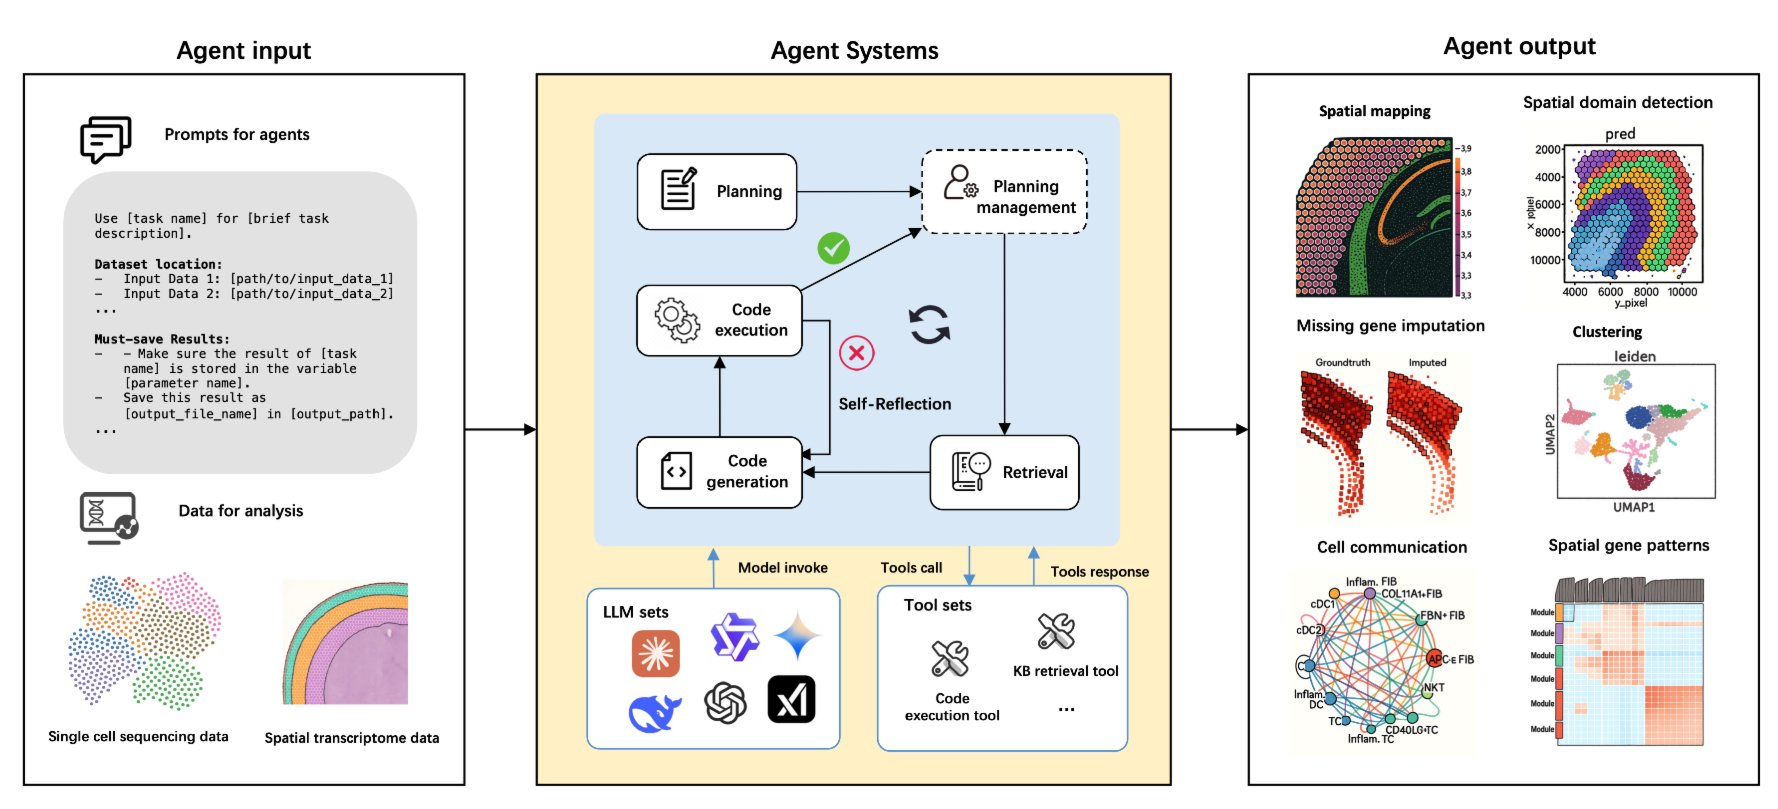 Agent input
Prompts for agents
Use [task name] for [brief task
description].
Dataset location:
–   Input Data 1: [path/to/input_data_1]
–   Input Data 2: [path/to/input_data_2]
...
Must-save Results:
–   – Make sure the result of [task
name] is stored in the variable
[parameter name].
–   Save this result as
[output_file_name] in [output_path].
...
Data for analysis
Single cell sequencing data
Spatial transcriptome data
Agent Systems
Planning
Planning
management
Code
execution
Self-Reflection
Code
generation
Retrieval
Model invoke
Tools call
Tools response
LLM sets
Tool sets
Code
execution tool
KB retrieval tool
...
Agent output
Spatial mapping
3,9
3,8
3,7
3,6
3,5
3,4
3,3
3,3
Spatial domain detection
pred
2000
4000
6000
8000
10000
x_pixel
4000 6000 8000 10000
y_pixel
Missing gene imputation
Groundtruth
Imputed
Clustering
leiden
UMAP2
UMAP1
Cell communication
Inflam. FIB
COL11A1+FIB
cDC1
FBN+ FIB
cDC2
APC-E FIB
C
NKT
Inflam.
DC
TC
CD40LG+TC
Inflam. TC
Spatial gene patterns
Module
Module
Module
Module
Module
Module